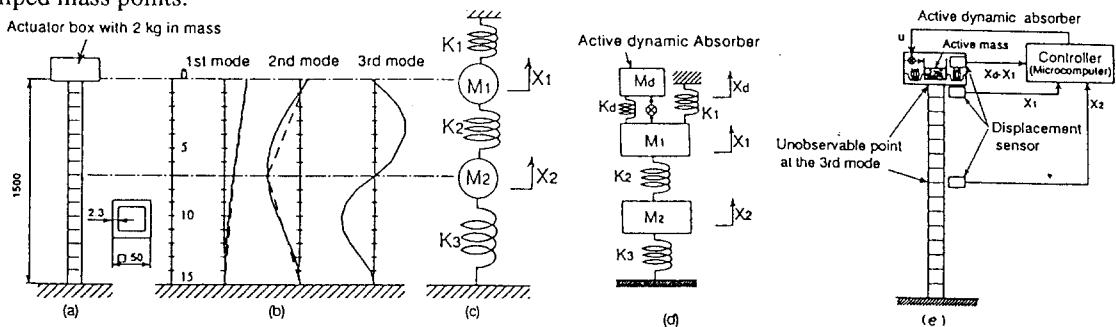 mped mass points.
Actuator box with 2 kg in mass
1500
2.3
□ 50
(a)
1st mode
2nd mode
3rd mode
0
5
10
15
(b)
K1
M1
X1
K2
M2
X2
K3
(c)
Active dynamic Absorber
Md
Xd
Kd
K1
M1
X1
K2
M2
X2
K3
(d)
Active dynamic absorber
u
Active mass
Controller
(Microcomputer)
Xd-X1
X1
X2
Displacement
sensor
Unobservable point
at the 3rd mode
(e)